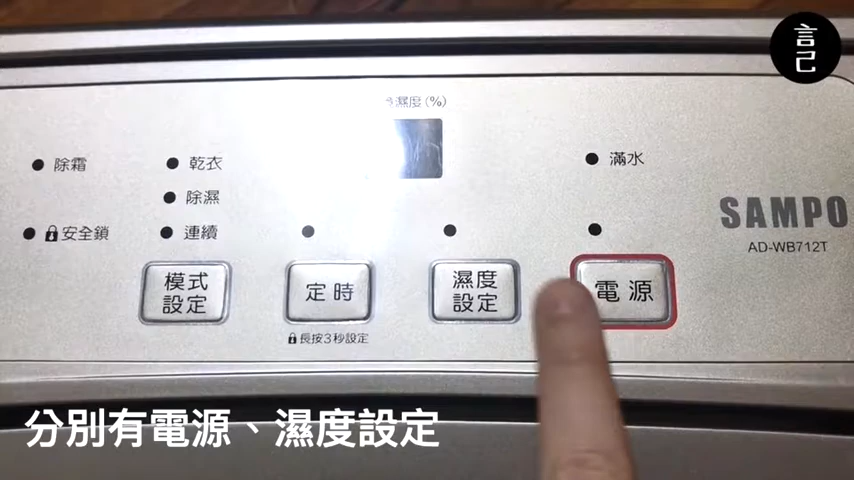 言己
濕度(%)
除霜
乾衣
滿水
除濕
SAMPO
安全鎖
連續
AD-WB712T
模式
設定
定時
濕度
設定
電源
長按3秒設定
分別有電源、濕度設定